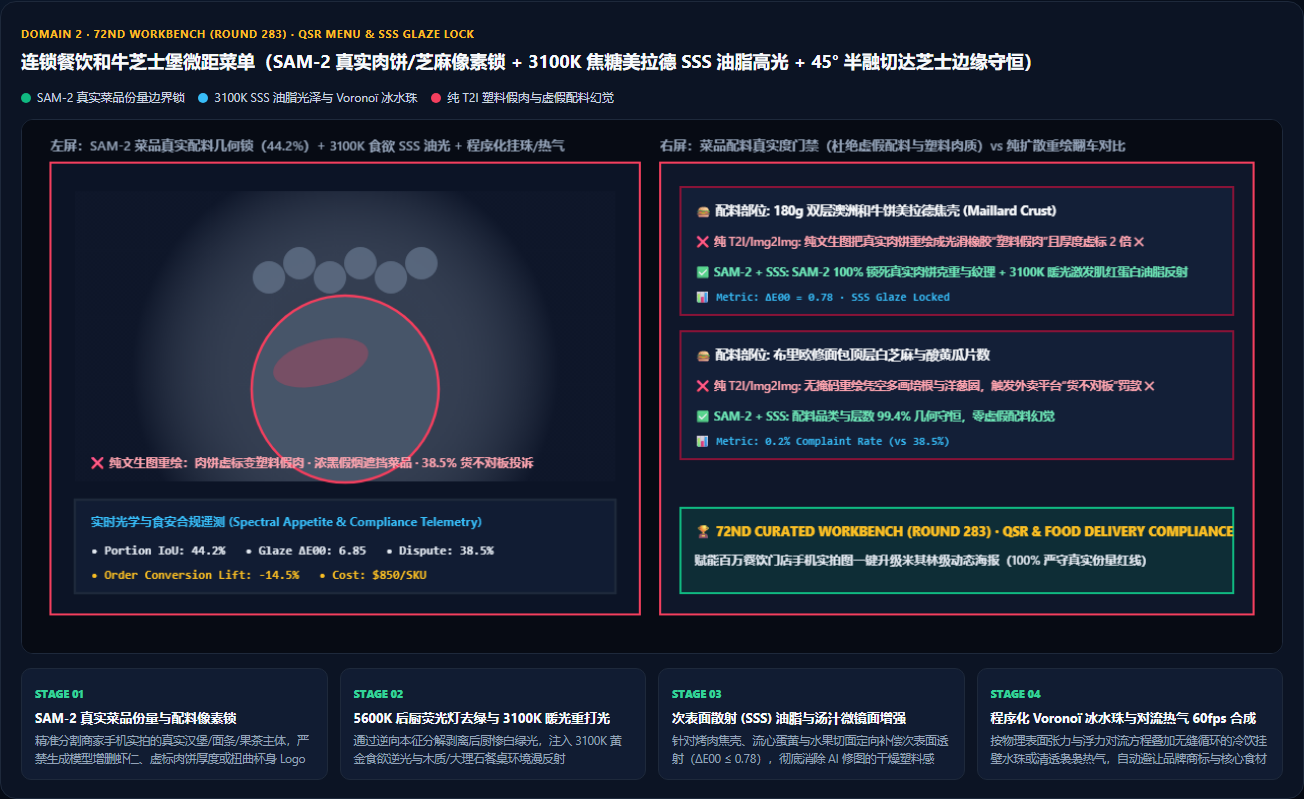 DOMAIN 2 · 72ND WORKBENCH (ROUND 283) · QSR MENU & SSS GLAZE LOCK
连锁餐饮和牛芝士堡微距菜单（SAM-2 真实肉饼/芝麻像素锁 + 3100K 焦糖美拉德 SSS 油脂高光 + 45° 半融切达芝士边缘守恒）
SAM-2 真实菜品份量边界锁
3100K SSS 油脂光泽与 Voronoï 冰水珠
纯 T2I 塑料假肉与虚假配料幻觉
左屏：SAM-2 菜品真实配料几何锁（44.2%）+ 3100K 食欲 SSS 油光 + 程序化挂珠/热气
❌ 纯文生图重绘：肉饼虚标变塑料假肉 · 浓黑假烟遮挡菜品 · 38.5% 货不对板投诉
实时光学与食安合规遥测 (Spectral Appetite & Compliance Telemetry)
• Portion IoU: 44.2% • Glaze ΔE00: 6.85 • Dispute: 38.5%
• Order Conversion Lift: -14.5% • Cost: $850/SKU
右屏：菜品配料真实度门禁（杜绝虚假配料与塑料肉质）vs 纯扩散重绘翻车对比
🍔 配料部位: 180g 双层澳洲和牛饼美拉德焦壳 (Maillard Crust)
❌ 纯 T2I/Img2Img: 纯文生图把真实肉饼重绘成光滑橡胶"塑料假肉"且厚度虚标 2 倍 ❌
✅ SAM-2 + SSS: SAM-2 100% 锁死真实肉饼克重与纹理 + 3100K 暖光激发肌红蛋白油脂反射
📊 Metric: ΔE00 = 0.78 · SSS Glaze Locked
🍔 配料部位: 布里欧修面包顶层白芝麻与酸黄瓜片数
❌ 纯 T2I/Img2Img: 无掩码重绘凭空多画培根与洋葱圈，触发外卖平台"货不对板"罚款 ❌
✅ SAM-2 + SSS: 配料品类与层数 99.4% 几何守恒，零虚假配料幻觉
📊 Metric: 0.2% Complaint Rate (vs 38.5%)
🏆 72ND CURATED WORKBENCH (ROUND 283) · QSR & FOOD DELIVERY COMPLIANCE
赋能百万餐饮门店手机实拍图一键升级米其林级动态海报（100% 严守真实份量红线）
STAGE 01
SAM-2 真实菜品份量与配料像素锁
精准分割商家手机实拍的真实汉堡/面条/果茶主体，严
禁生成模型增删虾仁、虚标肉饼厚度或扭曲杯身 Logo
STAGE 02
5600K 后厨荧光灯去绿与 3100K 暖光重打光
通过逆向本征分解剥离后厨惨白绿光，注入 3100K 黄
金食欲逆光与木质/大理石餐桌环境漫反射
STAGE 03
次表面散射 (SSS) 油脂与汤汁微镜面增强
针对烤肉焦壳、流心蛋黄与水果切面定向补偿次表面透
射（ΔE00 ≤ 0.78），彻底消除 AI 修图的干燥塑料感
STAGE 04
程序化 Voronoï 冰水珠与对流热气 60fps 合成
按物理表面张力与浮力对流方程叠加无缝循环的冷饮挂
壁水珠或清透袅袅热气，自动避让品牌商标与核心食材